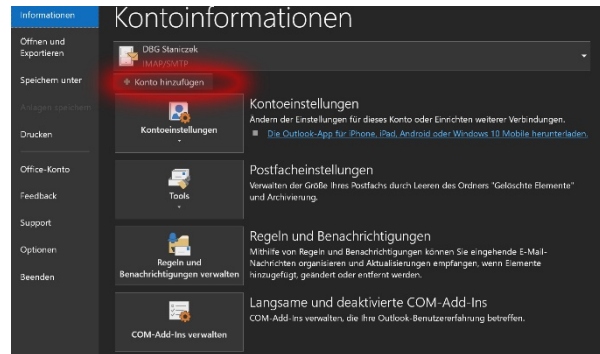 Informationen
Kontoinformationen
Öffnen und
Exportieren
Speichern unter
Anlagen speichern
Drucken
Office-Konto
Feedback
Support
Optionen
Beenden
DBG Staniczek
IMAP/SMTP
Konto hinzufügen
Kontoeinstellungen
Kontoeinstellungen
Ändern der Einstellungen für dieses Konto oder Einrichten weiterer Verbindungen.
Die Outlook-App für iPhone, iPad, Android oder Windows 10 Mobile herunterladen.
Tools
Postfacheinstellungen
Verwalten der Größe Ihres Postfachs durch Leeren des Ordners "Gelöschte Elemente"
und Archivierung.
Regeln und
Benachrichtigungen verwalten
Regeln und Benachrichtigungen
Mithilfe von Regeln und Benachrichtigungen können Sie eingehende E-Mail-
Nachrichten organisieren und Aktualisierungen empfangen, wenn Elemente
hinzugefügt, geändert oder entfernt werden.
COM-Add-Ins verwalten
Langsame und deaktivierte COM-Add-Ins
COM-Add-Ins verwalten, die Ihre Outlook-Benutzererfahrung betreffen.